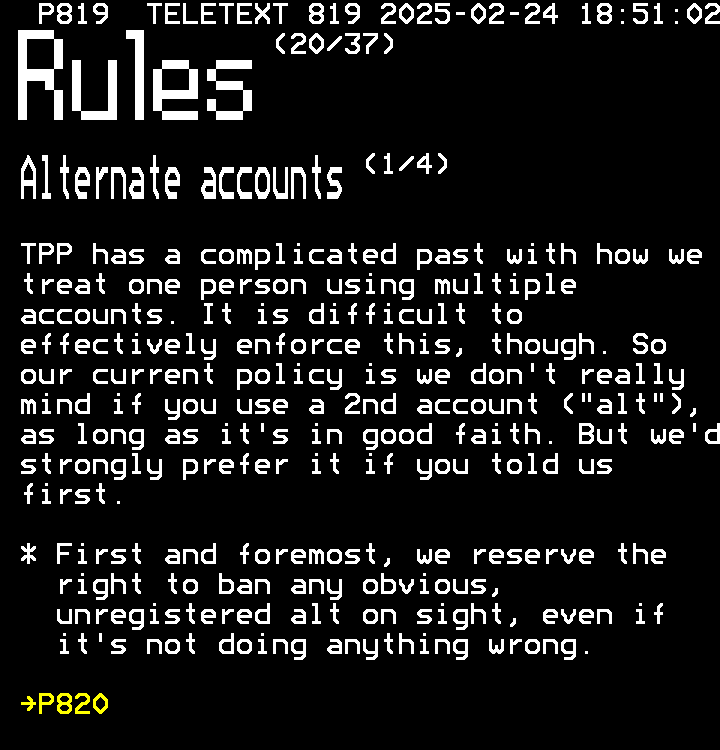 P819  TELETEXT 819 2025-02-24 18:51:02
Rules (20/37)
Alternate accounts (1/4)
TPP has a complicated past with how we
treat one person using multiple
accounts. It is difficult to
effectively enforce this, though. So
our current policy is we don't really
mind if you use a 2nd account ("alt"),
as long as it's in good faith. But we'd
strongly prefer it if you told us
first.
* First and foremost, we reserve the
right to ban any obvious,
unregistered alt on sight, even if
it's not doing anything wrong.
→P820